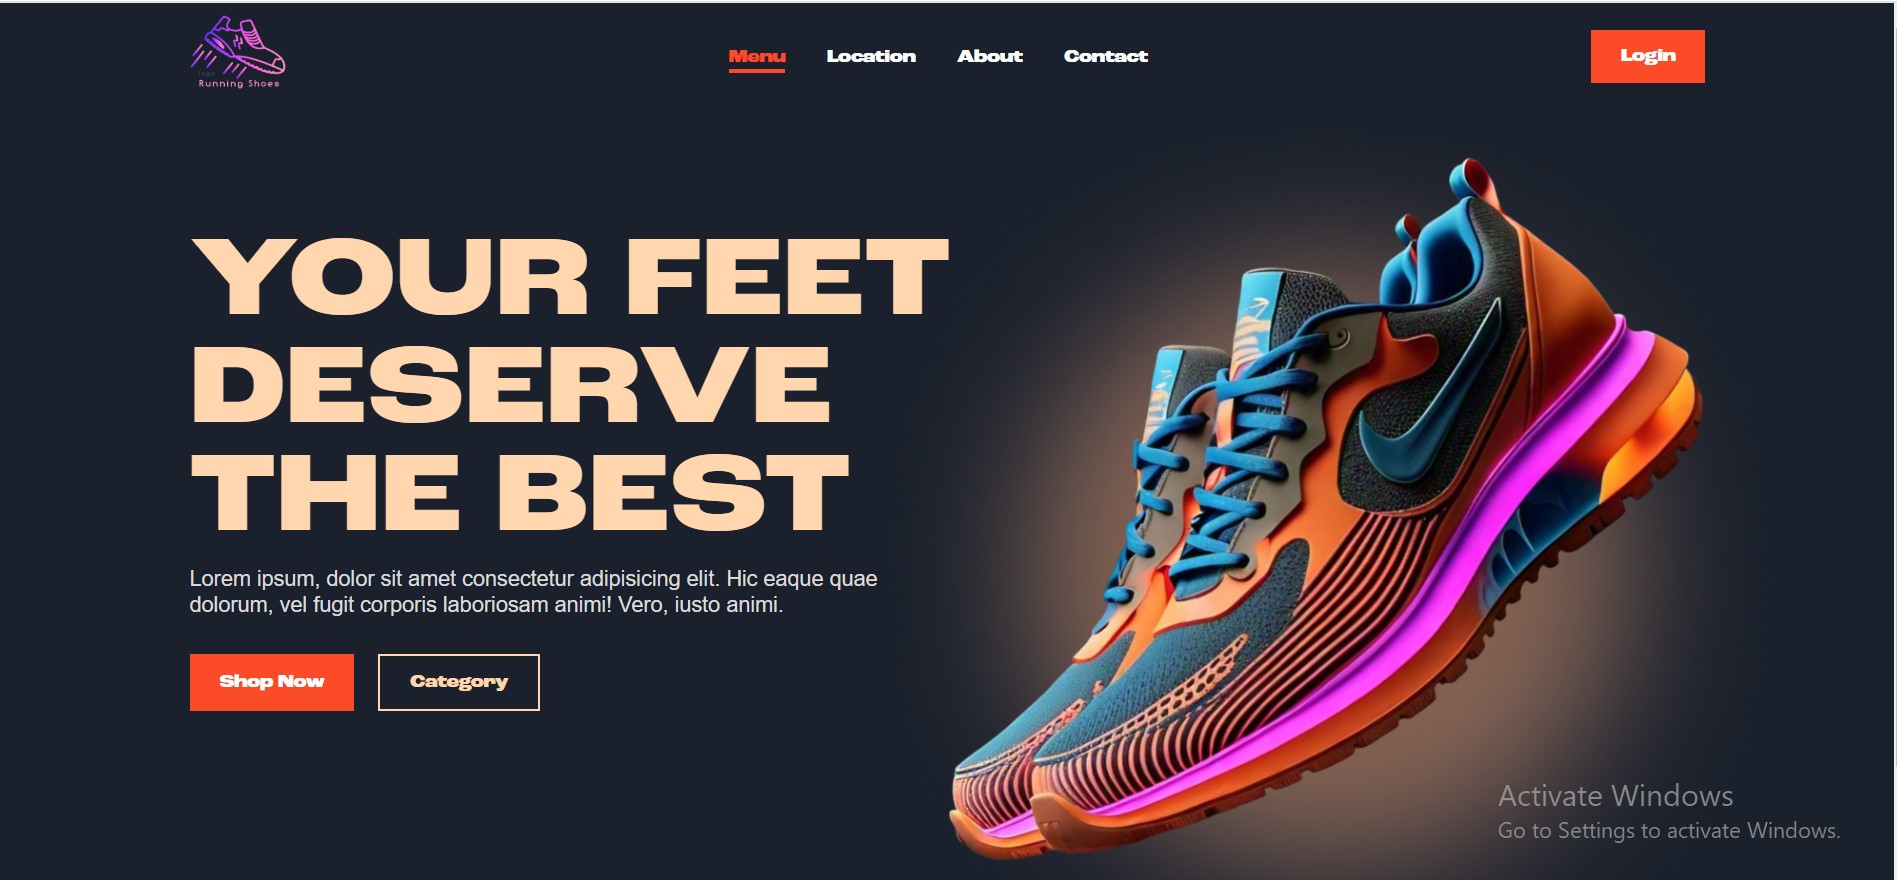 Running Shoes
Menu Location About Contact
Login
YOUR FEET
DESERVE
THE BEST
Lorem ipsum, dolor sit amet consectetur adipisicing elit. Hic eaque quae
dolorum, vel fugit corporis laboriosam animi! Vero, iusto animi.
Shop Now
Category
Activate Windows
Go to Settings to activate Windows.